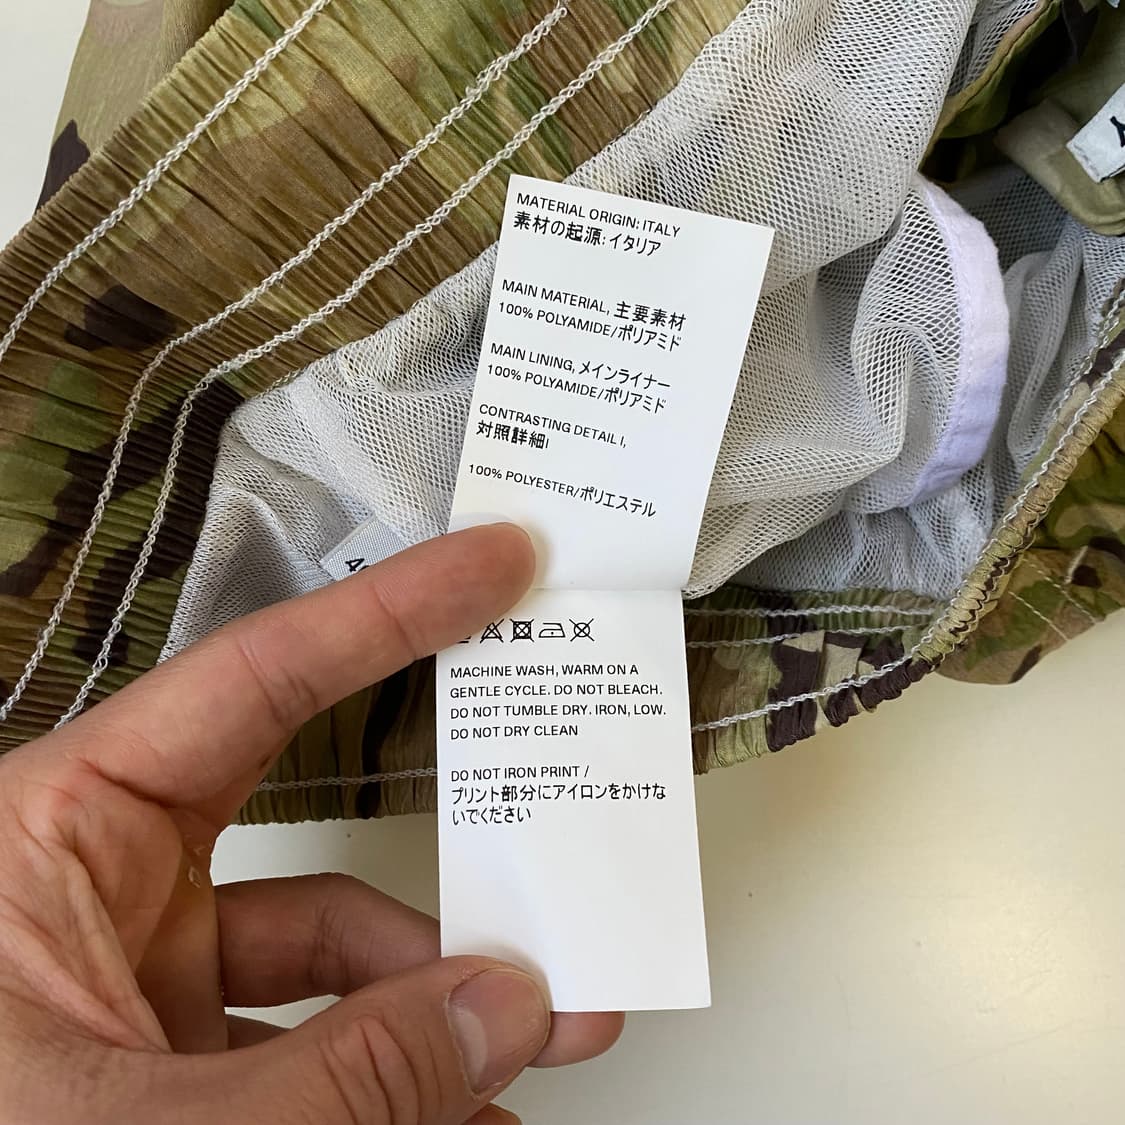 MATERIAL ORIGIN: ITALY
素材の起源: イタリア
MAIN MATERIAL, 主要素材
100% POLYAMIDE/ポリアミド
MAIN LINING, メインライナー
100% POLYAMIDE/ポリアミド
CONTRASTING DETAIL I,
対照詳細I
100% POLYESTER/ポリエステル
MACHINE WASH, WARM ON A
GENTLE CYCLE. DO NOT BLEACH.
DO NOT TUMBLE DRY. IRON, LOW.
DO NOT DRY CLEAN
DO NOT IRON PRINT /
プリント部分にアイロンをかけな
いでください